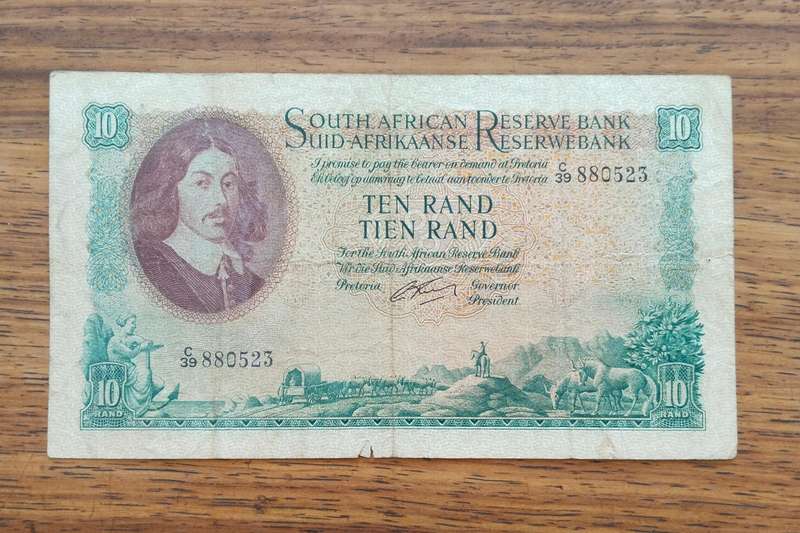 10
SOUTH AFRICAN RESERVE BANK
SUID-AFRIKAANSE RESERWEBANK
10
I promise to pay the bearer on demand at Pretoria
Ek beloof op aanvraag te betaal aan toonder te Pretoria
C/39 880523
TEN RAND
TIEN RAND
For the South African Reserve Bank
Vir die Suid-Afrikaanse Reserwebank
Pretoria
Governor
President
C/39 880523
10
RAND
10
RAND